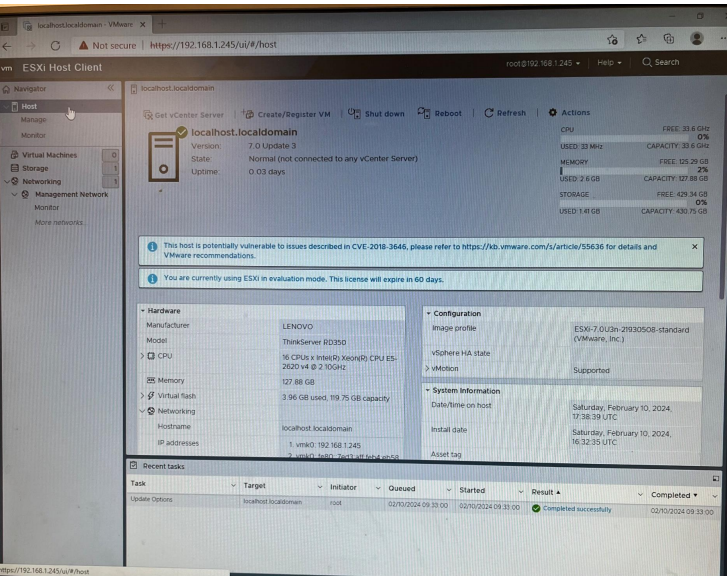 localhost.localdomain - VMware
Not secure | https://192.168.1.245/ui/#/host
vm ESXi Host Client
root@192.168.1.245
Help
Search
Navigator
Host
Manage
Monitor
Virtual Machines 0
Storage 1
Networking 1
Management Network
Monitor
More networks...
localhost.localdomain
Get vCenter Server
Create/Register VM
Shut down
Reboot
Refresh
Actions
localhost.localdomain
Version: 7.0 Update 3
State: Normal (not connected to any vCenter Server)
Uptime: 0.03 days
CPU FREE: 33.6 GHz
0%
USED: 33 MHz CAPACITY: 33.6 GHz
MEMORY FREE: 125.29 GB
2%
USED: 2.6 GB CAPACITY: 127.88 GB
STORAGE FREE: 429.34 GB
0%
USED: 1.41 GB CAPACITY: 430.75 GB
This host is potentially vulnerable to issues described in CVE-2018-3646, please refer to https://kb.vmware.com/s/article/55636 for details and
VMware recommendations.
You are currently using ESXi in evaluation mode. This license will expire in 60 days.
Hardware
Manufacturer LENOVO
Model ThinkServer RD350
CPU 16 CPUs x Intel(R) Xeon(R) CPU E5-
2620 v4 @ 2.10GHz
Memory 127.88 GB
Virtual flash 3.96 GB used, 119.75 GB capacity
Networking
Hostname localhost.localdomain
IP addresses 1. vmk0: 192.168.1.245
Configuration
Image profile ESXi-7.0U3n-21930508-standard
(VMware, Inc.)
vSphere HA state
vMotion Supported
System Information
Date/time on host Saturday, February 10, 2024,
17:38:39 UTC
Install date Saturday, February 10, 2024,
16:32:35 UTC
Asset tag
Recent tasks
Task Target Initiator Queued Started Result Completed
Update Options localhost.localdomain root 02/10/2024 09:33:00 02/10/2024 09:33:00 Completed successfully 02/10/2024 09:33:00
https://192.168.1.245/ui/#/host